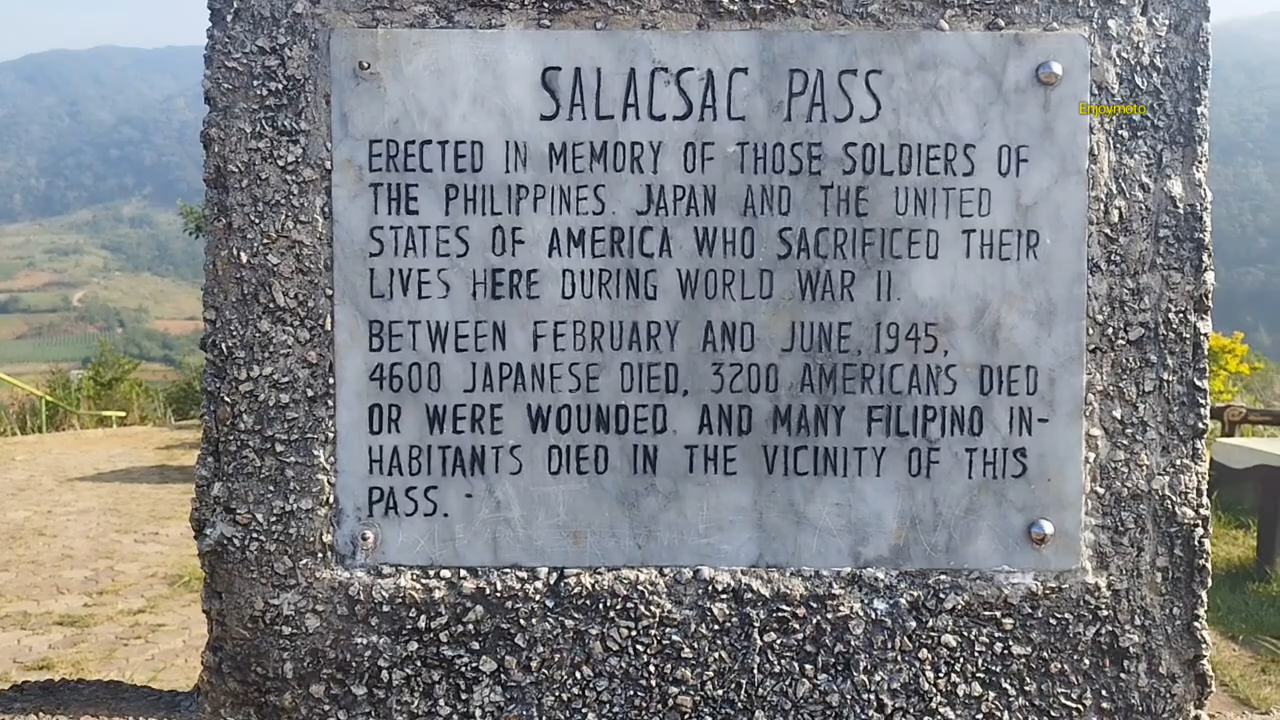 SALACSAC PASS
ERECTED IN MEMORY OF THOSE SOLDIERS OF
THE PHILIPPINES. JAPAN AND THE UNITED
STATES OF AMERICA WHO SACRIFICED THEIR
LIVES HERE DURING WORLD WAR II.
BETWEEN FEBRUARY AND JUNE, 1945,
4600 JAPANESE DIED, 3200 AMERICANS DIED
OR WERE WOUNDED, AND MANY FILIPINO IN-
HABITANTS DIED IN THE VICINITY OF THIS
PASS.
Enjoymoto